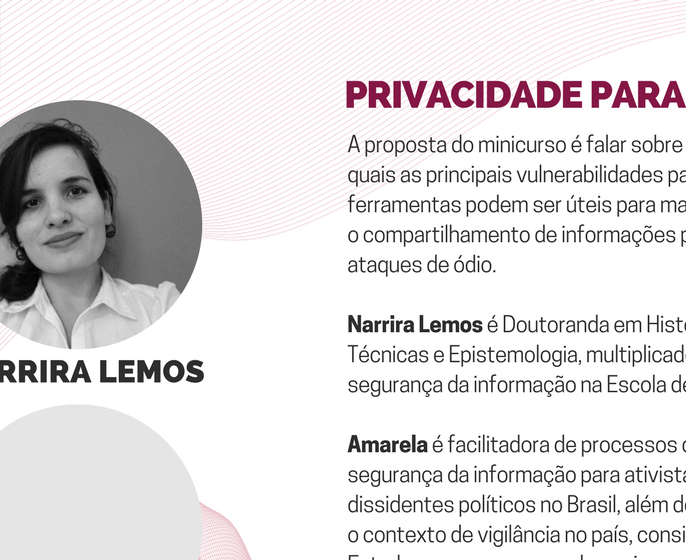 PRIVACIDADE PARA
A proposta do minicurso é falar sobre
quais as principais vulnerabilidades pa
ferramentas podem ser úteis para ma
o compartilhamento de informações p
ataques de ódio.
Narrira Lemos é Doutoranda em Histó
Técnicas e Epistemologia, multiplicado
segurança da informação na Escola de
RRIRA LEMOS
Amarela é facilitadora de processos d
segurança da informação para ativista
dissidentes políticos no Brasil, além de
o contexto de vigilância no país, consi